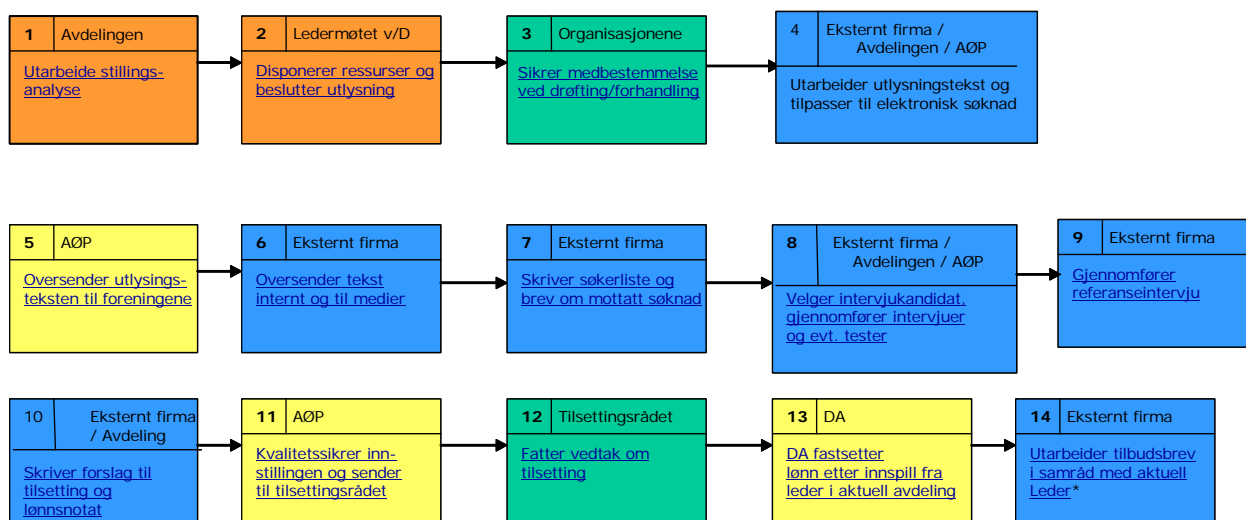 1 Avdelingen
Utarbeide stillings-
analyse
2 Ledermøtet v/D
Disponerer ressurser og
beslutter utlysning
3 Organisasjonene
Sikrer medbestemmelse
ved drøfting/forhandling
4 Eksternt firma /
Avdelingen / AØP
Utarbeider utlysningstekst og
tilpasser til elektronisk søknad
5 AØP
Oversender utlysings-
teksten til foreningene
6 Eksternt firma
Oversender tekst
internt og til medier
7 Eksternt firma
Skriver søkerliste og
brev om mottatt søknad
8 Eksternt firma /
Avdelingen / AØP
Velger intervjukandidat,
gjennomfører intervjuer
og evt. tester
9 Eksternt firma
Gjennomfører
referanseintervju
10 Eksternt firma
/ Avdeling
Skriver forslag til
tilsetting og
lønnsnotat
11 AØP
Kvalitetssikrer inn-
stillingen og sender
til tilsettingsrådet
12 Tilsettingsrådet
Fatter vedtak om
tilsetting
13 DA
DA fastsetter
lønn etter innspill fra
leder i aktuell avdeling
14 Eksternt firma
Utarbeider tilbudsbrev
i samråd med aktuell
Leder*